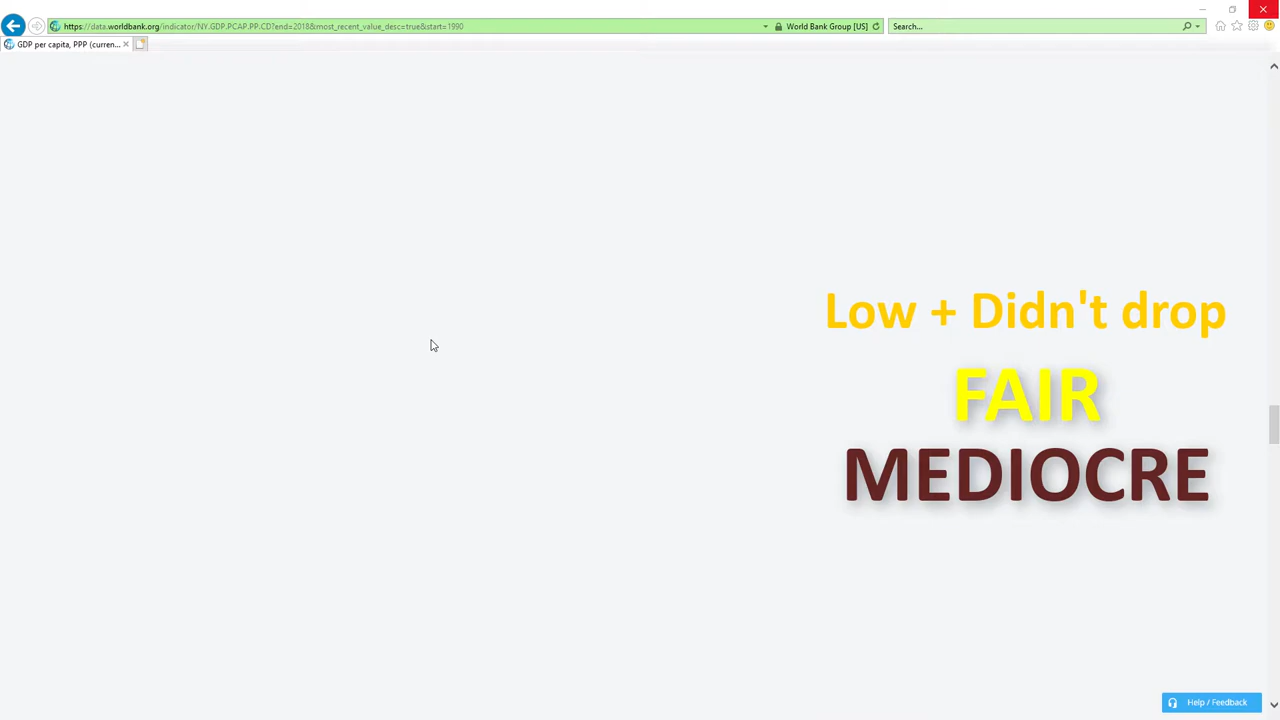 https://data.worldbank.org/indicator/NY.GDP.PCAP.PP.CD?end=2018&most_recent_value_desc=true&start=1990
World Bank Group [US]
Search...
GDP per capita, PPP (curren...
Low + Didn't drop
FAIR
MEDIOCRE
Help / Feedback